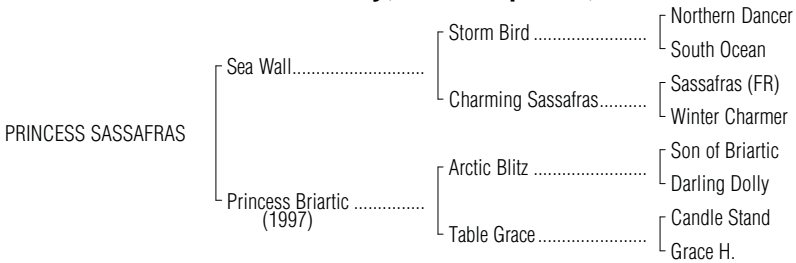 Northern Dancer
Storm Bird ........................
South Ocean
Sea Wall...........................
Sassafras (FR)
Charming Sassafras..........
Winter Charmer
PRINCESS SASSAFRAS
Son of Briartic
Arctic Blitz ........................
Darling Dolly
Princess Briartic ...............
(1997)
Candle Stand
Table Grace.......................
Grace H.